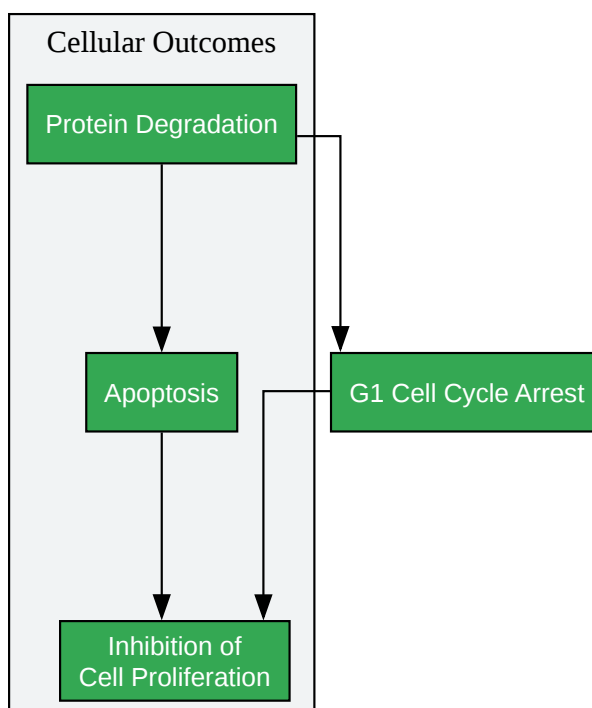 Cellular Outcomes
Protein Degradation
Apoptosis
G1 Cell Cycle Arrest
Inhibition of
Cell Proliferation